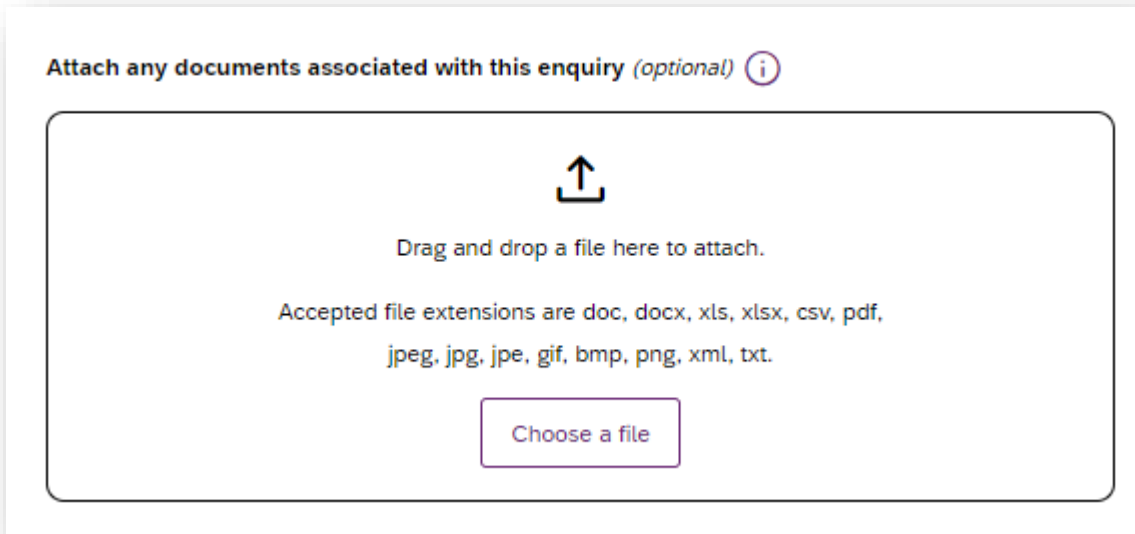 Attach any documents associated with this enquiry (optional) i
Drag and drop a file here to attach.
Accepted file extensions are doc, docx, xls, xlsx, csv, pdf,
jpeg, jpg, jpe, gif, bmp, png, xml, txt.
Choose a file